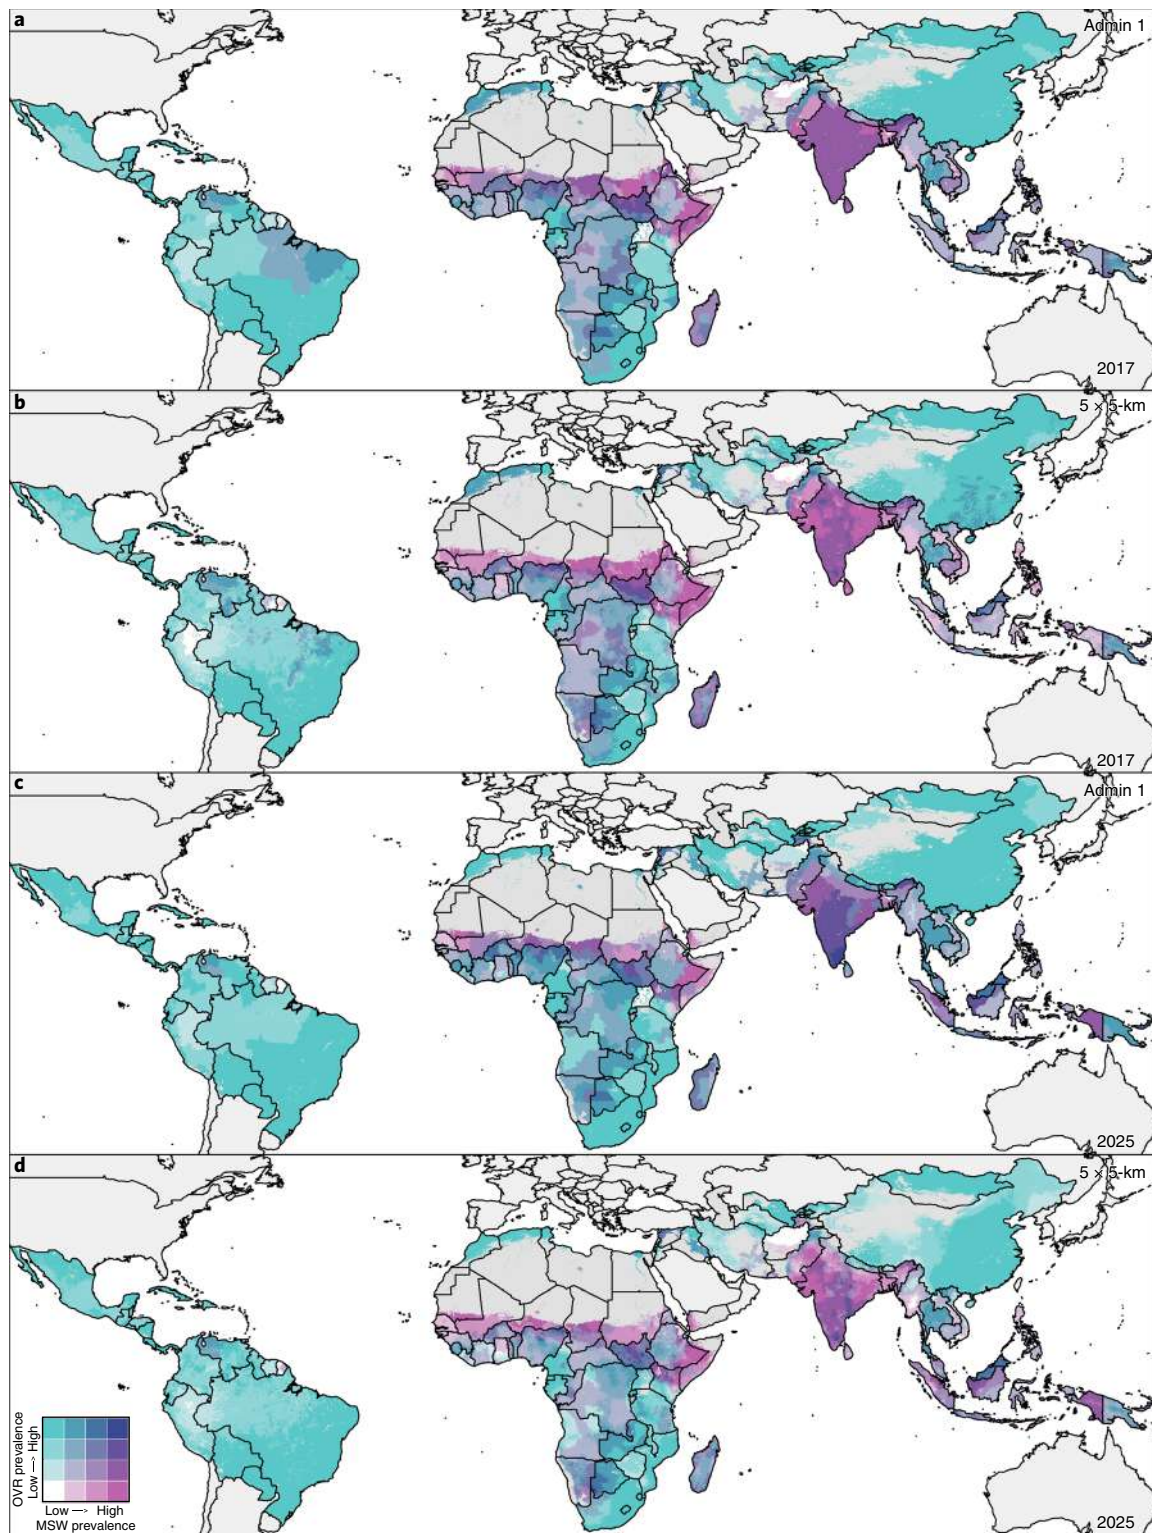 a
Admin 1
2017
b
5 × 5-km
2017
c
Admin 1
2025
d
5 × 5-km
OVR prevalence
Low —> High
Low —> High
MSW prevalence
2025